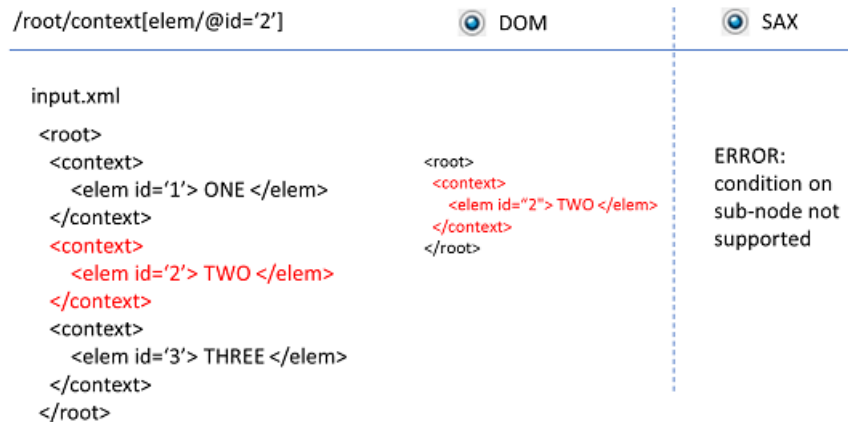 /root/context[elem/@id=‘2’]
DOM
SAX
input.xml
<root>
<context>
<elem id=‘1’> ONE </elem>
</context>
<context>
<elem id=‘2’> TWO </elem>
</context>
<context>
<elem id=‘3’> THREE </elem>
</context>
</root>
<root>
<context>
<elem id=“2"> TWO </elem>
</context>
</root>
ERROR:
condition on
sub-node not
supported